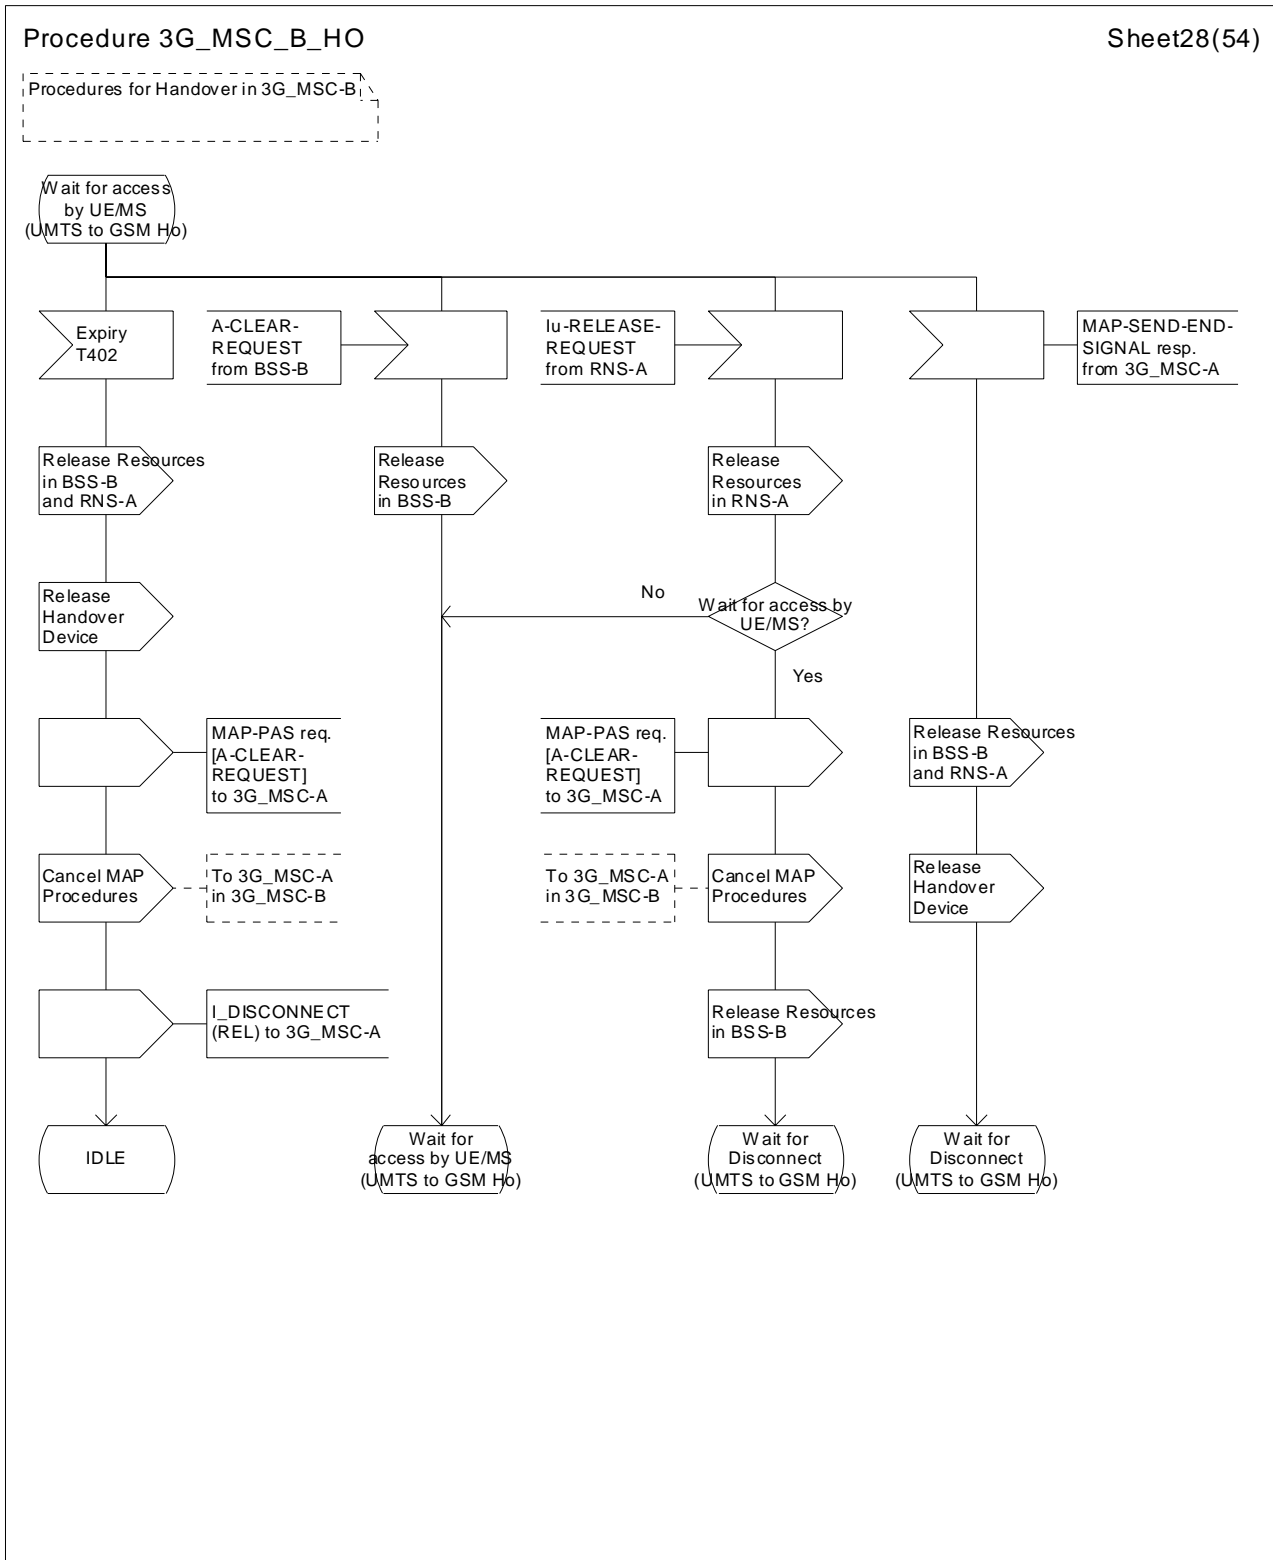 Procedure 3G_MSC_B_HO
Sheet28(54)
Procedures for Handover in 3G_MSC-B
Wait for access
by UE/MS
(UMTS to GSM Ho)
Expiry
T402
A-CLEAR-
REQUEST
from BSS-B
Iu-RELEASE-
REQUEST
from RNS-A
MAP-SEND-END-
SIGNAL resp.
from 3G_MSC-A
Release Resources
in BSS-B
and RNS-A
Release
Resources
in BSS-B
Release
Resources
in RNS-A
Release
Handover
Device
No
Wait for access by
UE/MS?
Yes
MAP-PAS req.
[A-CLEAR-
REQUEST]
to 3G_MSC-A
MAP-PAS req.
[A-CLEAR-
REQUEST]
to 3G_MSC-A
Release Resources
in BSS-B
and RNS-A
Cancel MAP
Procedures
To 3G_MSC-A
in 3G_MSC-B
To 3G_MSC-A
in 3G_MSC-B
Cancel MAP
Procedures
Release
Handover
Device
I_DISCONNECT
(REL) to 3G_MSC-A
Release Resources
in BSS-B
IDLE
Wait for
access by UE/MS
(UMTS to GSM Ho)
Wait for
Disconnect
(UMTS to GSM Ho)
Wait for
Disconnect
(UMTS to GSM Ho)